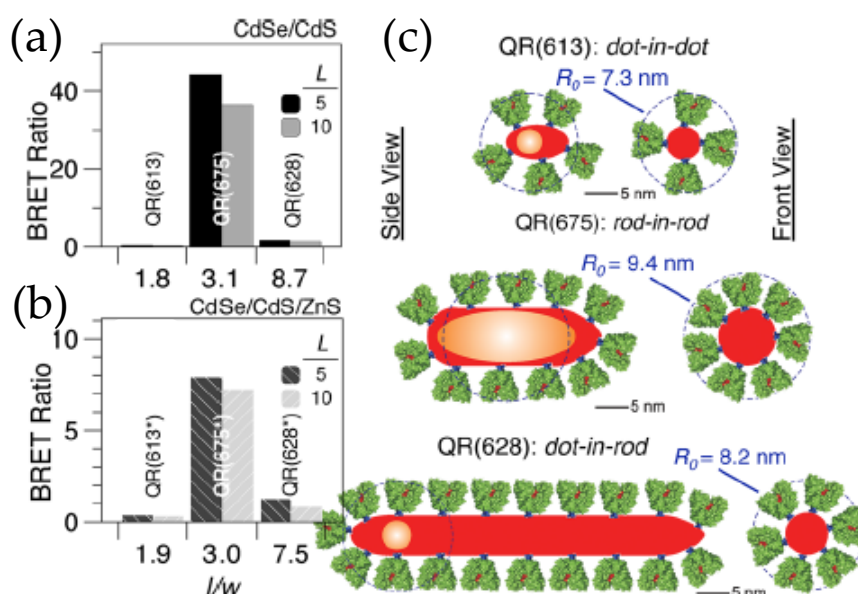 (a)
CdSe/CdS
BRET Ratio
40
20
0
L
5
10
QR(613)
QR(675)
QR(628)
1.8 3.1 8.7
(b)
CdSe/CdS/ZnS
BRET Ratio
10
5
0
L
5
10
QR(613*)
QR(675*)
QR(628*)
1.9 3.0 7.5
l/w
(c)
QR(613): dot-in-dot
R₀ = 7.3 nm
Side View
Front View
5 nm
QR(675): rod-in-rod
R₀ = 9.4 nm
5 nm
QR(628): dot-in-rod
R₀ = 8.2 nm
5 nm